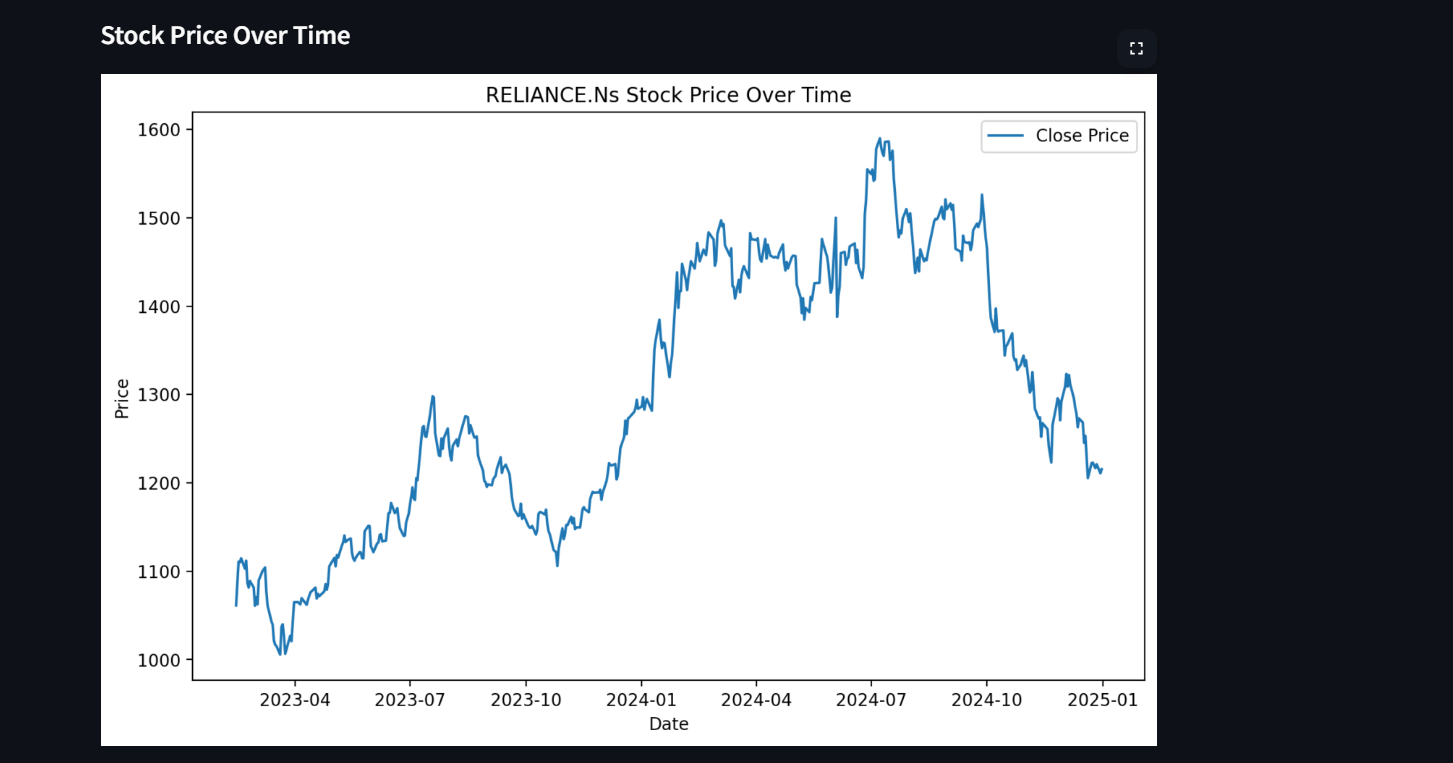 Stock Price Over Time
RELIANCE.Ns Stock Price Over Time
Close Price
1600
1500
1400
1300
1200
1100
1000
Price
2023-04 2023-07 2023-10 2024-01 2024-04 2024-07 2024-10 2025-01
Date